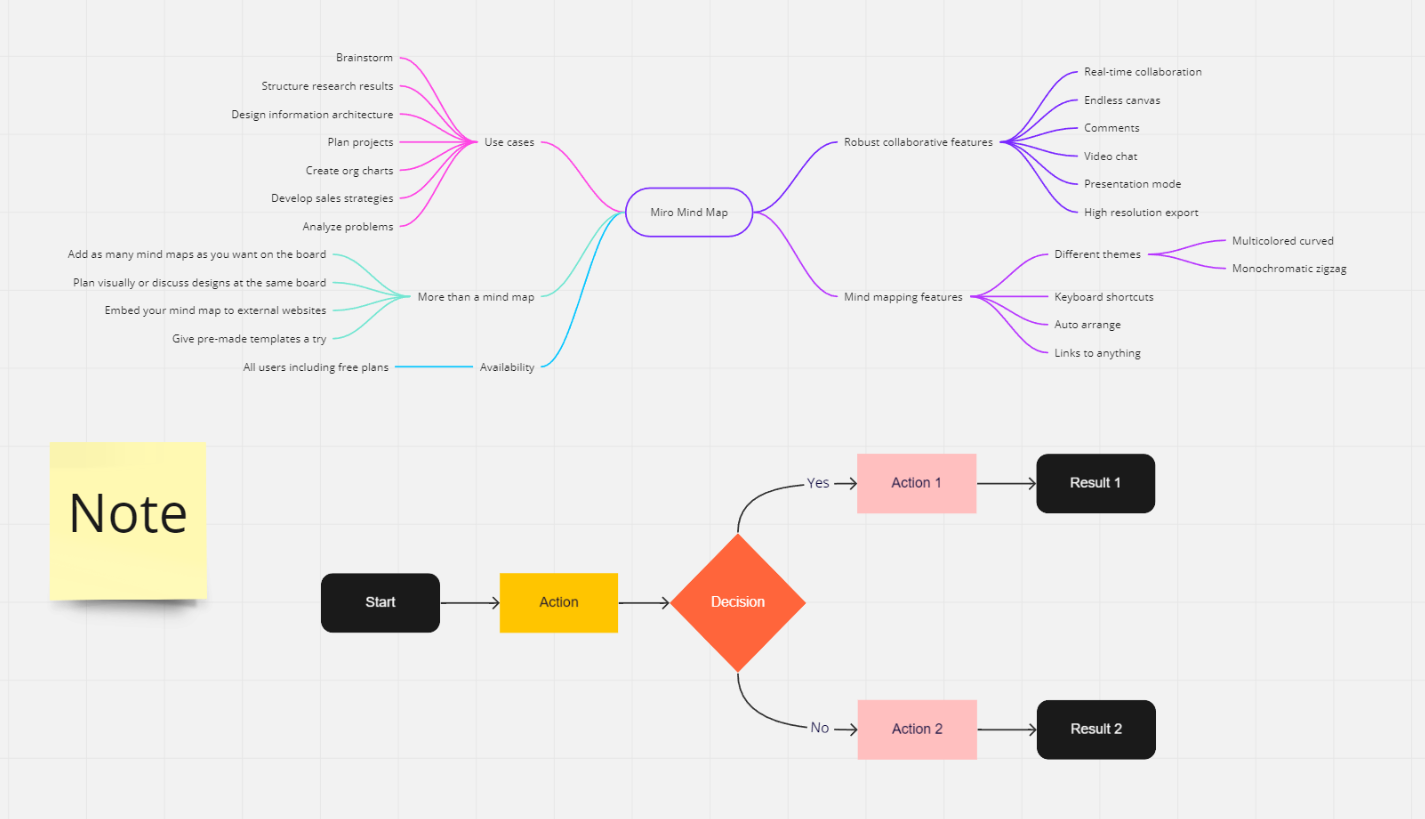 Brainstorm
Structure research results
Design information architecture
Plan projects
Create org charts
Develop sales strategies
Analyze problems
Use cases
Add as many mind maps as you want on the board
Plan visually or discuss designs at the same board
Embed your mind map to external websites
Give pre-made templates a try
More than a mind map
All users including free plans
Availability
Miro Mind Map
Robust collaborative features
Real-time collaboration
Endless canvas
Comments
Video chat
Presentation mode
High resolution export
Mind mapping features
Different themes
Multicolored curved
Monochromatic zigzag
Keyboard shortcuts
Auto arrange
Links to anything
Note
Start
Action
Decision
Yes
Action 1
Result 1
No
Action 2
Result 2